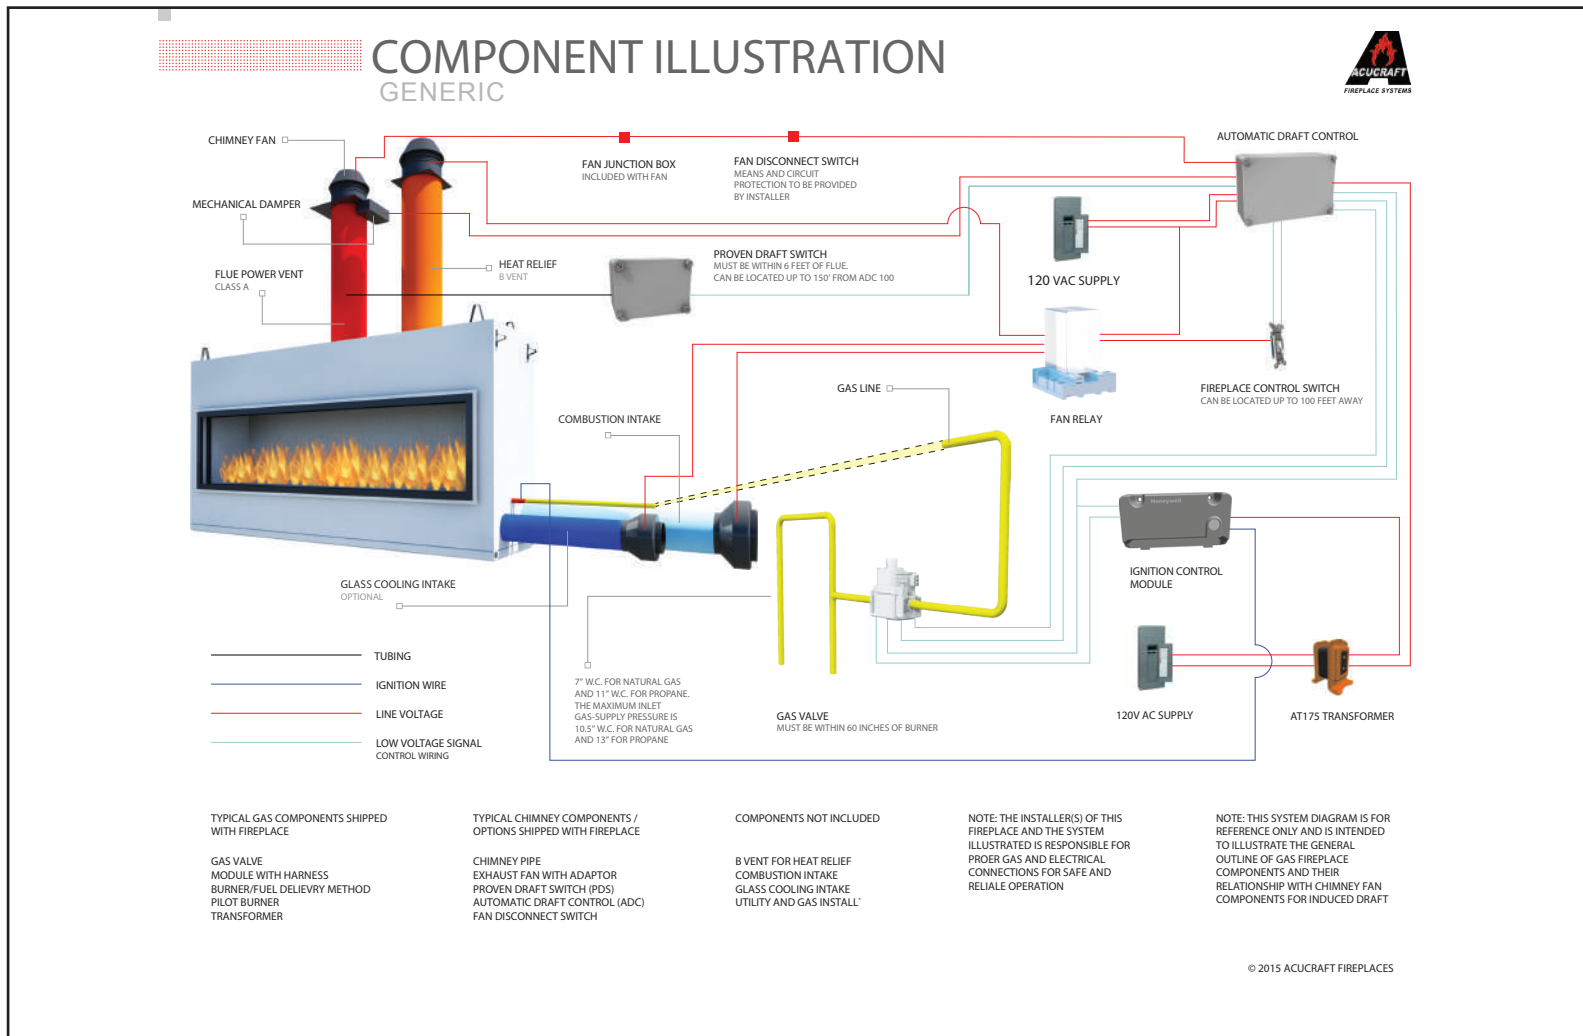 COMPONENT ILLUSTRATION
GENERIC
ACUCRAFT
FIREPLACE SYSTEMS
CHIMNEY FAN
MECHANICAL DAMPER
FLUE POWER VENT
CLASS A
HEAT RELIEF
B VENT
FAN JUNCTION BOX
INCLUDED WITH FAN
FAN DISCONNECT SWITCH
MEANS AND CIRCUIT
PROTECTION TO BE PROVIDED
BY INSTALLER
AUTOMATIC DRAFT CONTROL
PROVEN DRAFT SWITCH
MUST BE WITHIN 6 FEET OF FLUE.
CAN BE LOCATED UP TO 150' FROM ADC 100
120 VAC SUPPLY
FIREPLACE CONTROL SWITCH
CAN BE LOCATED UP TO 100 FEET AWAY
FAN RELAY
GAS LINE
COMBUSTION INTAKE
Honeywell
IGNITION CONTROL
MODULE
GLASS COOLING INTAKE
OPTIONAL
TUBING
IGNITION WIRE
LINE VOLTAGE
LOW VOLTAGE SIGNAL
CONTROL WIRING
7" W.C. FOR NATURAL GAS
AND 11" W.C. FOR PROPANE.
THE MAXIMUM INLET
GAS-SUPPLY PRESSURE IS
10.5" W.C. FOR NATURAL GAS
AND 13" FOR PROPANE
GAS VALVE
MUST BE WITHIN 60 INCHES OF BURNER
120V AC SUPPLY
AT175 TRANSFORMER
TYPICAL GAS COMPONENTS SHIPPED
WITH FIREPLACE
GAS VALVE
MODULE WITH HARNESS
BURNER/FUEL DELIEVRY METHOD
PILOT BURNER
TRANSFORMER
TYPICAL CHIMNEY COMPONENTS /
OPTIONS SHIPPED WITH FIREPLACE
CHIMNEY PIPE
EXHAUST FAN WITH ADAPTOR
PROVEN DRAFT SWITCH (PDS)
AUTOMATIC DRAFT CONTROL (ADC)
FAN DISCONNECT SWITCH
COMPONENTS NOT INCLUDED
B VENT FOR HEAT RELIEF
COMBUSTION INTAKE
GLASS COOLING INTAKE
UTILITY AND GAS INSTALL`
NOTE: THE INSTALLER(S) OF THIS
FIREPLACE AND THE SYSTEM
ILLUSTRATED IS RESPONSIBLE FOR
PROER GAS AND ELECTRICAL
CONNECTIONS FOR SAFE AND
RELIALE OPERATION
NOTE: THIS SYSTEM DIAGRAM IS FOR
REFERENCE ONLY AND IS INTENDED
TO ILLUSTRATE THE GENERAL
OUTLINE OF GAS FIREPLACE
COMPONENTS AND THEIR
RELATIONSHIP WITH CHIMNEY FAN
COMPONENTS FOR INDUCED DRAFT
© 2015 ACUCRAFT FIREPLACES